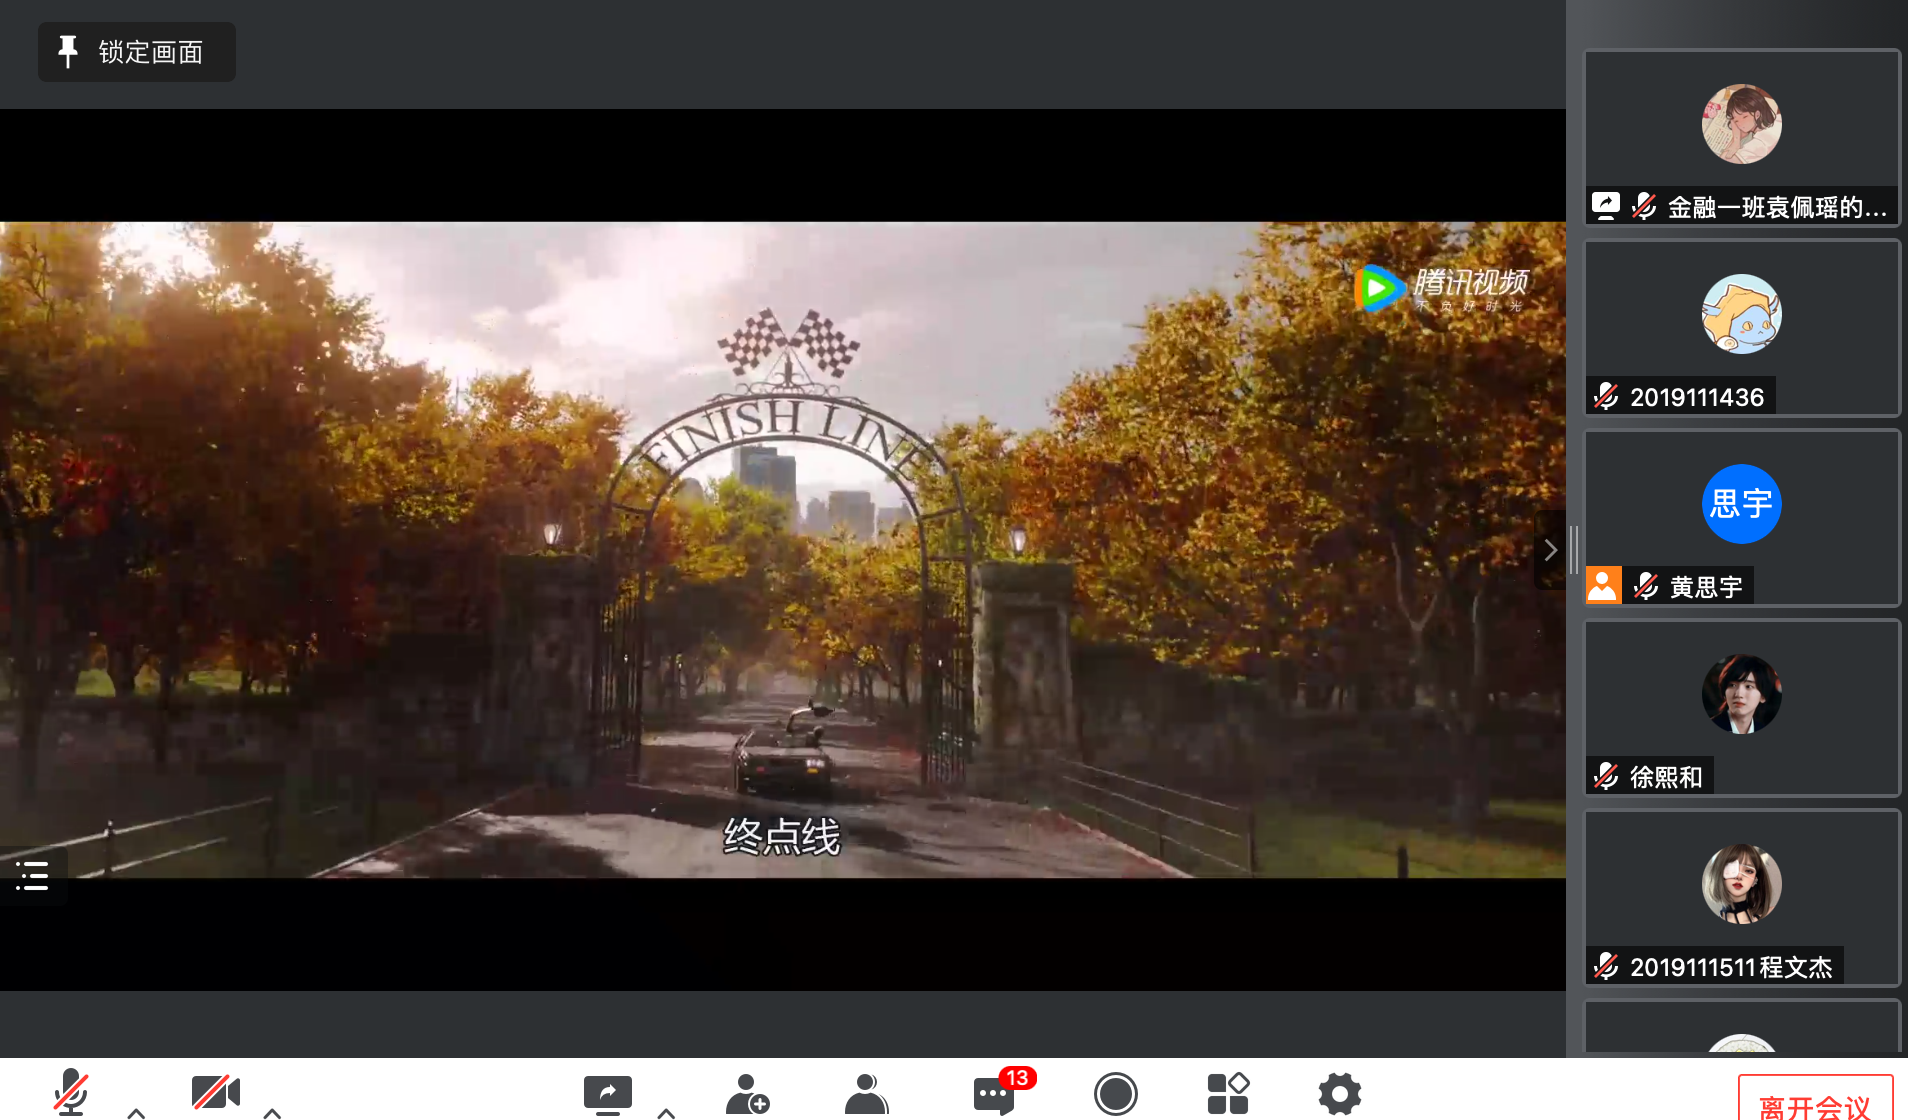 锁定画面
腾讯视频
不负好时光
FINISH LINE
终点线
金融一班袁佩瑶的...
2019111436
思宇
黄思宇
徐熙和
2019111511程文杰
13
离开会议